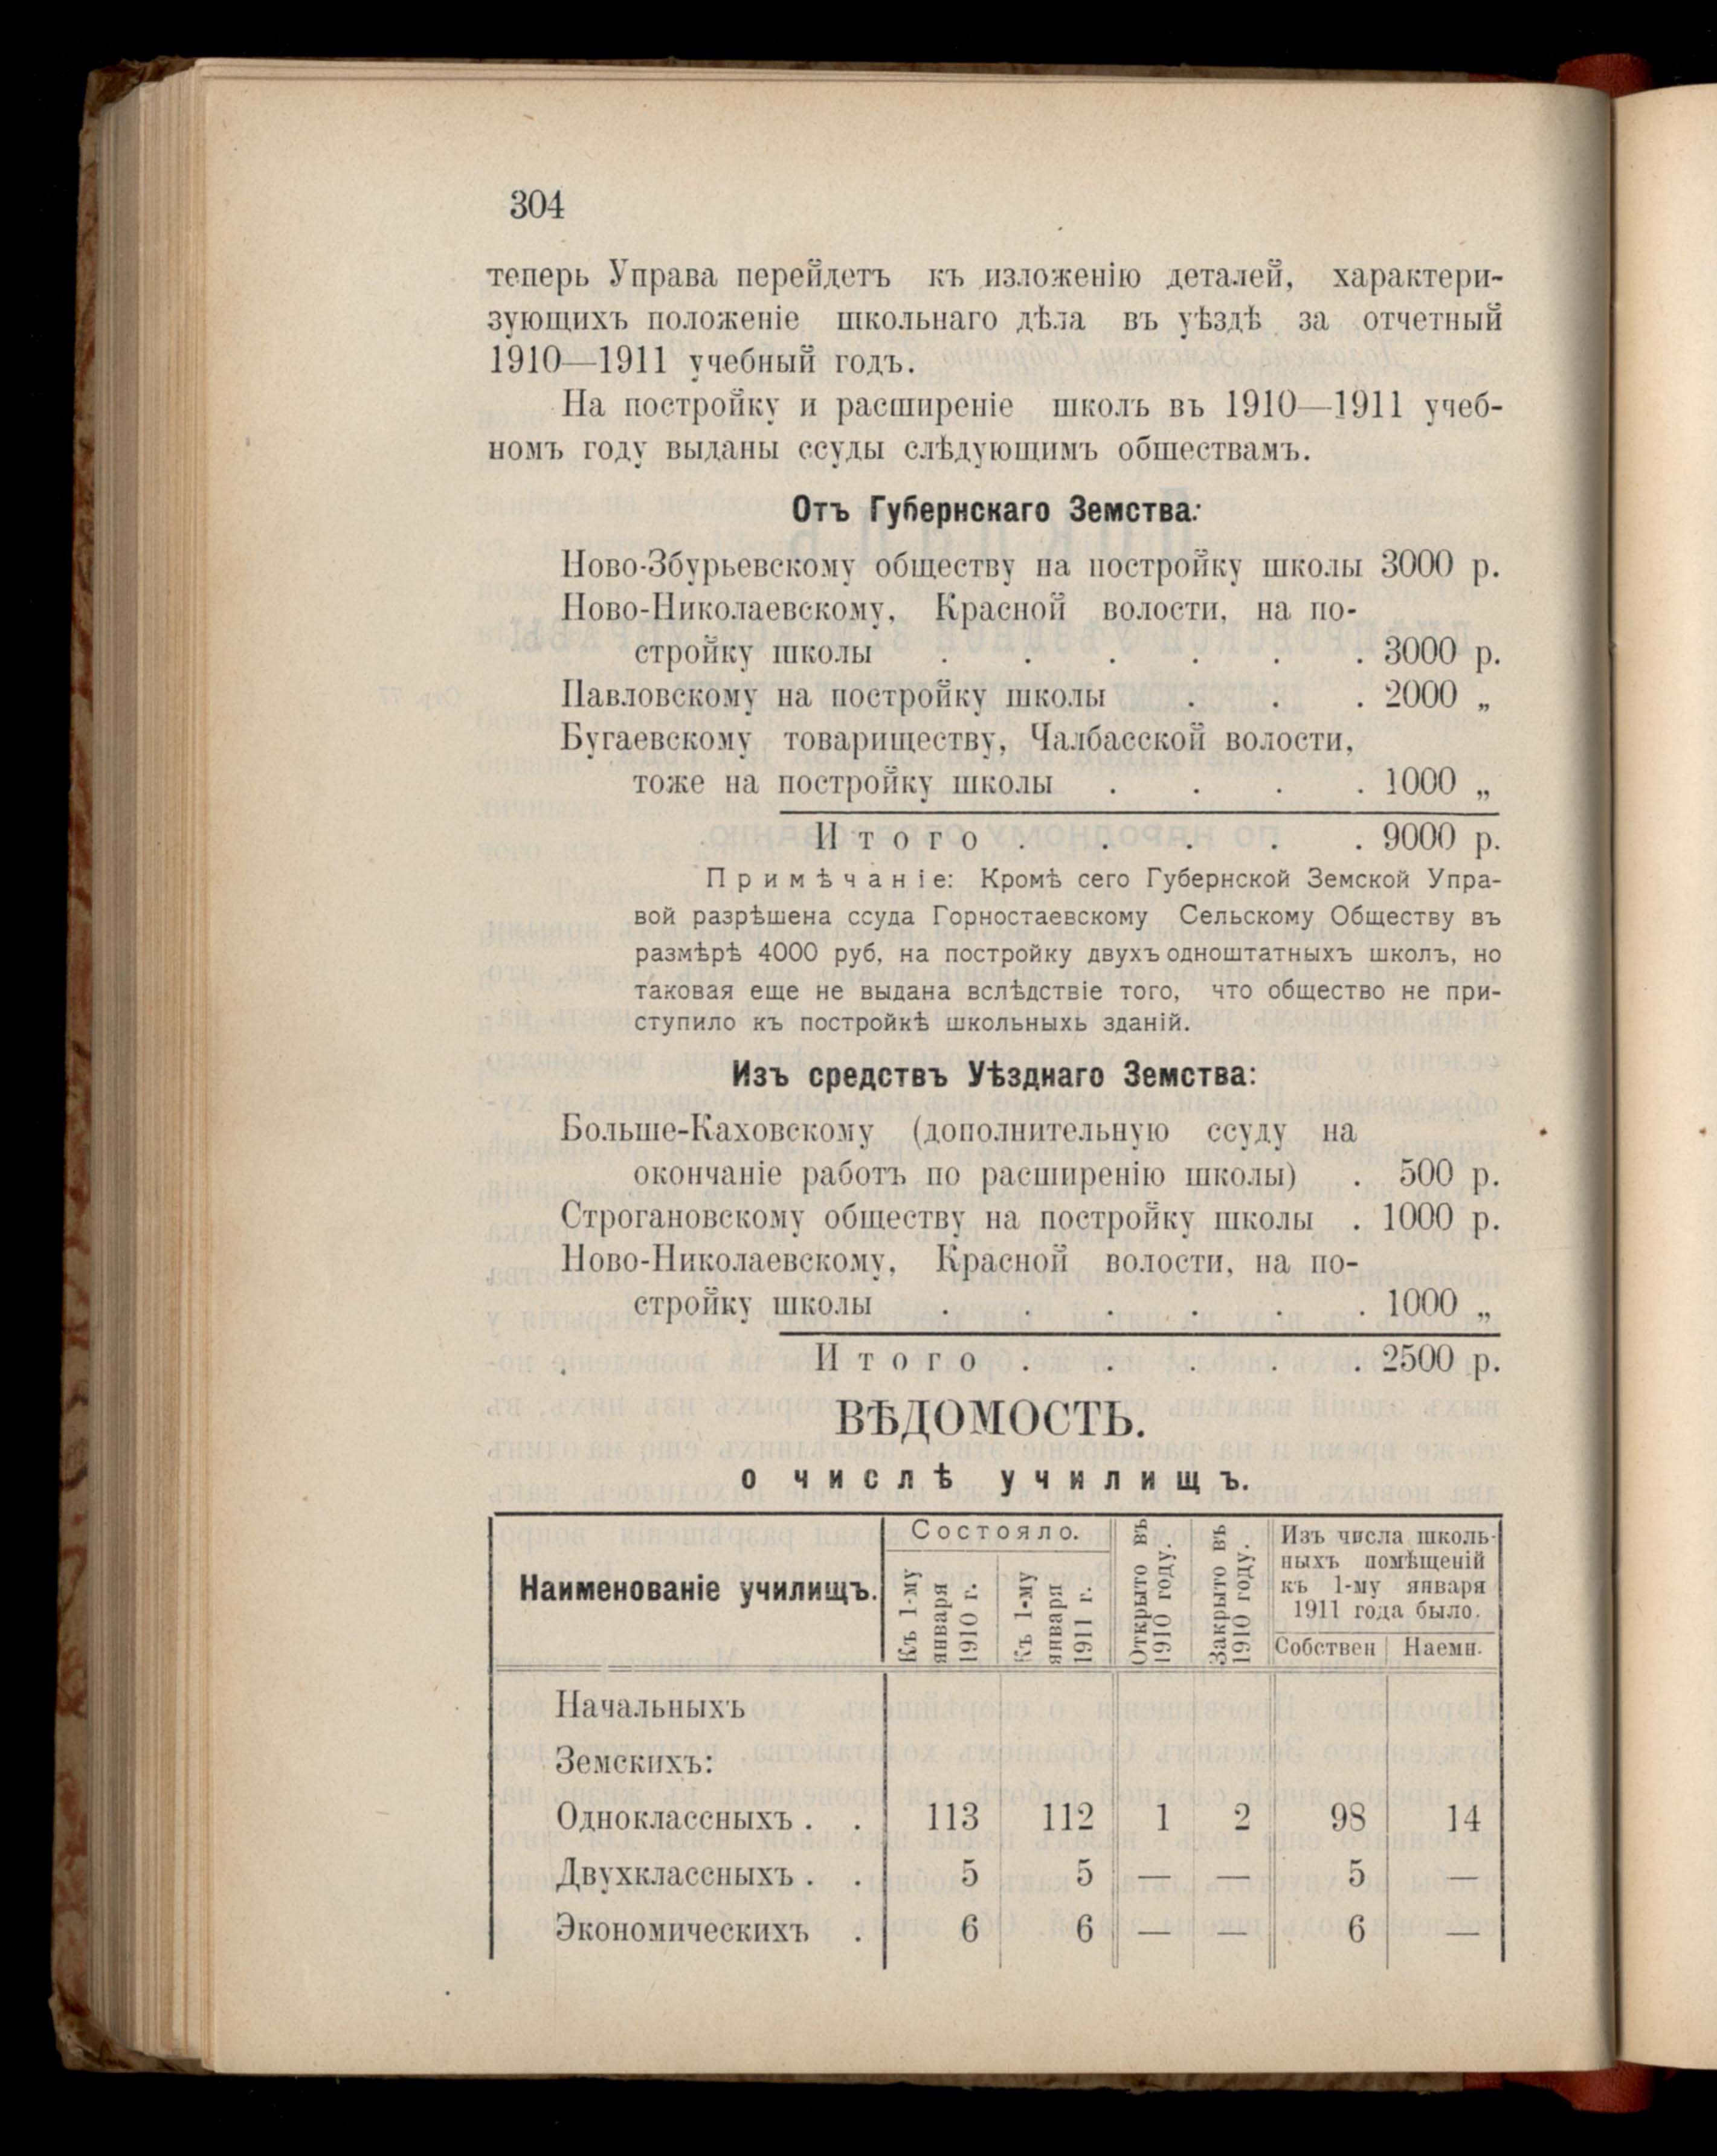 304
теперь Управа перейдетъ къ изложенію деталей, характери-
зующихъ положеніе школьнаго дѣла въ уѣздѣ за отчетный
1910—1911 учебный годъ.
На постройку и расширеніе школъ въ 1910—1911 учеб-
номъ году выданы ссуды слѣдующимъ обществамъ.
Отъ Губернскаго Земства:
Ново-Збурьевскому обществу на постройку школы 3000 р.
Ново-Николаевскому, Красной волости, на по-
стройку школы . . . . . . 3000 р.
Павловскому на постройку школы . . . 2000 „
Бугаевскому товариществу, Чалбасской волости,
тоже на постройку школы . . . . 1000 „
Итого . . . . . 9000 р.
Примѣчаніе: Кромѣ сего Губернской Земской Упра-
вой разрѣшена ссуда Горностаевскому Сельскому Обществу въ
размѣрѣ 4000 руб, на постройку двухъ одноштатныхъ школъ, но
таковая еще не выдана вслѣдствіе того, что общество не при-
ступило къ постройкѣ школьныхь зданій.
Изъ средствъ Уѣзднаго Земства:
Больше-Каховскому (дополнительную ссуду на
окончаніе работъ по расширенію школы) . 500 р.
Строгановскому обществу на постройку школы . 1000 р.
Ново-Николаевскому, Красной волости, на по-
стройку школы . . . . . . 1000 „
Итого . . . . . 2500 р.
ВѢДОМОСТЬ.
о числѣ училищъ.
Наименованіе училищъ.
Состояло.
Къ 1-му
января
1910 г.
Къ 1-му
января
1911 г.
Открыто въ
1910 году.
Закрыто въ
1910 году.
Изъ числа школь-
ныхъ помѣщеній
къ 1-му января
1911 года было.
Собствен Наемн.
Начальныхъ
Земскихъ:
Одноклассныхъ . . 113 112 1 2 98 14
Двухклассныхъ . . 5 5 — — 5 —
Экономическихъ . 6 6 — — 6 —